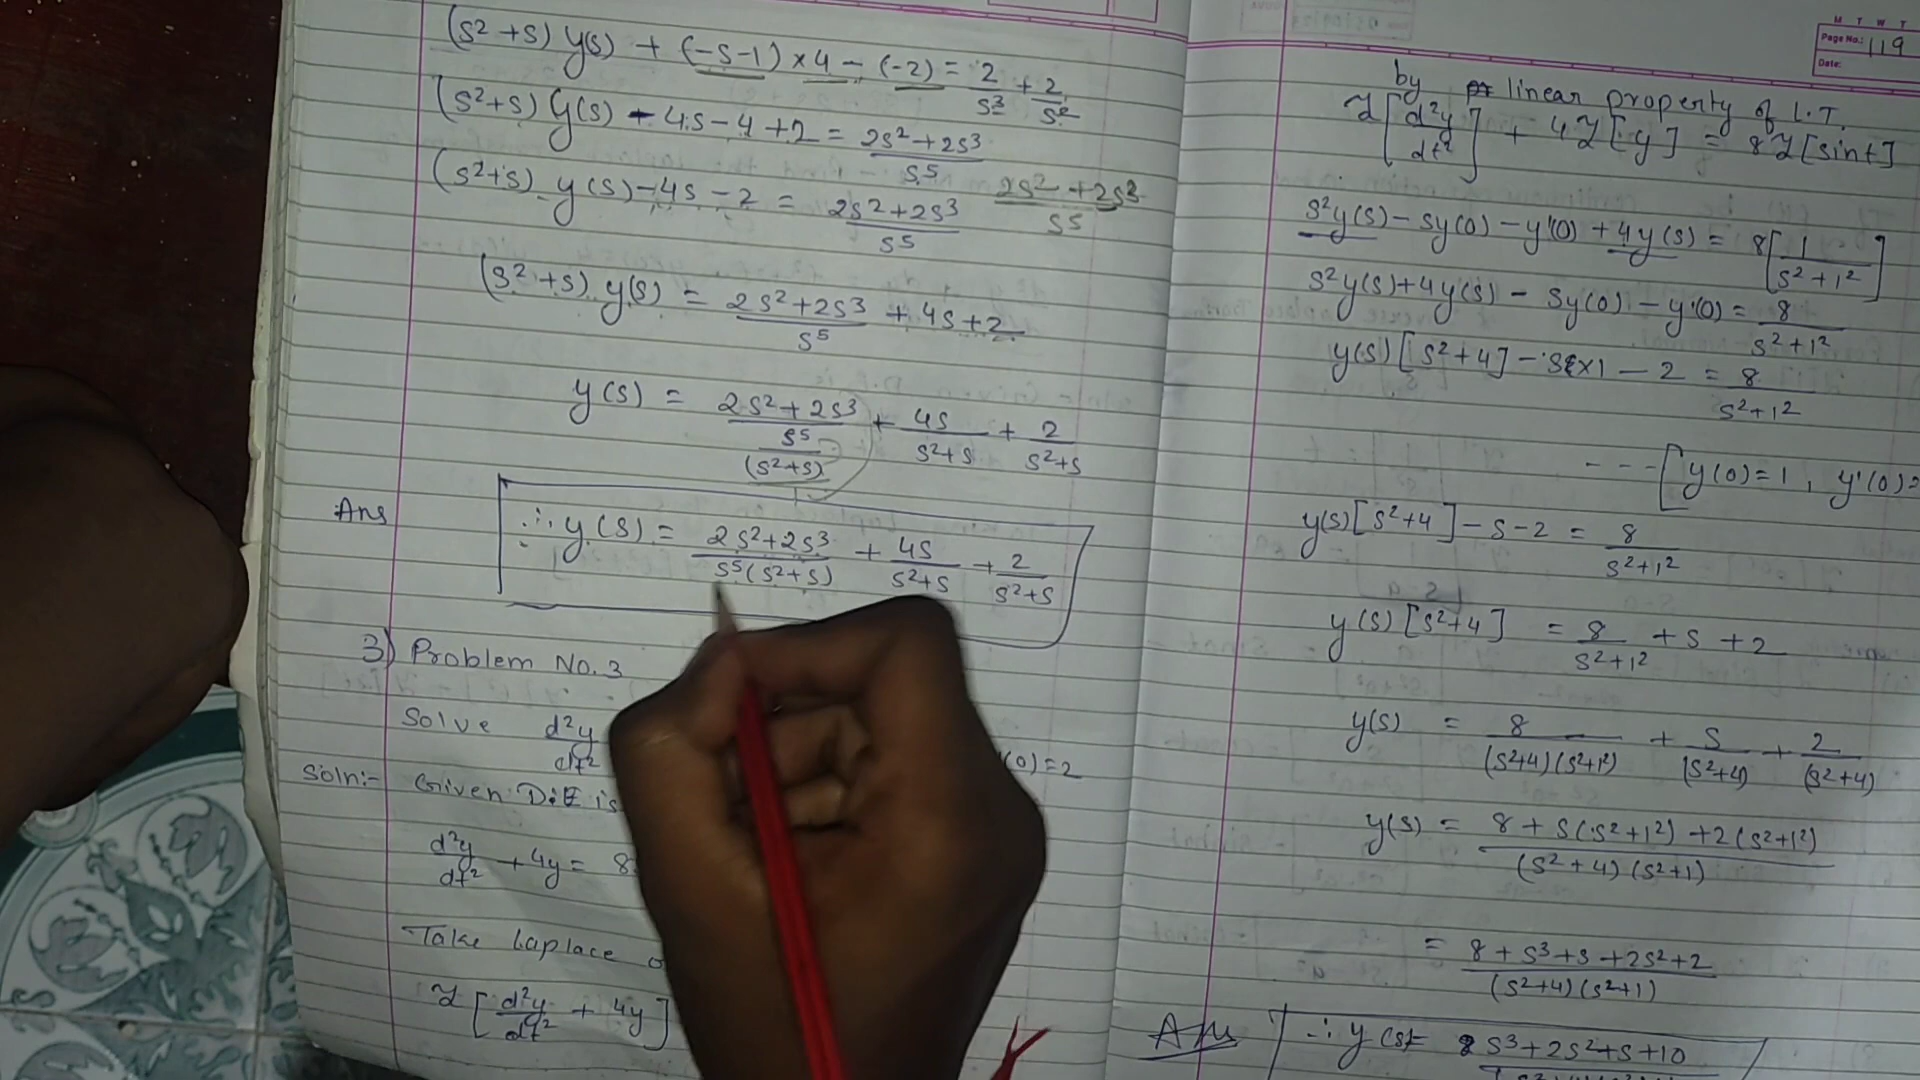 (s² + s) y(s) + (-s-1) × 4 - (-2) = 2/s³ + 2/s²
(s²+s) y(s) - 4s - 4 + 2 = (2s² + 2s³)/s⁵
(s²+s) y(s) - 4s - 2 = (2s² + 2s³)/s⁵ (2s² + 2s³)/s⁵
(s² + s) y(s) = (2s² + 2s³)/s⁵ + 4s + 2
y(s) = (2s² + 2s³)/s⁵/(s²+s) + 4s/(s²+s) + 2/(s²+s)
Ans ∴ y(s) = (2s²+2s³)/(s⁵(s²+s)) + 4s/(s²+s) + 2/(s²+s)
3) Problem No. 3
Solve d²y/dt² (0)=2
Soln:- Given D.E is
d²y/dt² + 4y = 8
Take Laplace
ℒ[d²y/dt² + 4y]
M T W T
Page No.: 119
Date:
by linear property of L.T.
ℒ[d²y/dt²] + 4ℒ[y] = 8ℒ[sint]
s²y(s) - sy(0) - y'(0) + 4y(s) = 8[1/(s²+1²)]
s²y(s) + 4y(s) - sy(0) - y'(0) = 8/(s²+1²)
y(s)[s²+4] - s×1 - 2 = 8/(s²+1²)
---[y(0)=1, y'(0)=
y(s)[s²+4] - s - 2 = 8/(s²+1²)
y(s)[s²+4] = 8/(s²+1²) + s + 2
y(s) = 8/((s²+4)(s²+1²)) + s/(s²+4) + 2/(s²+4)
y(s) = (8 + s(s²+1²) + 2(s²+1²))/((s²+4)(s²+1))
= (8 + s³ + s + 2s² + 2)/((s²+4)(s²+1))
Ans ∴ y(s) = s³+2s²+s+10